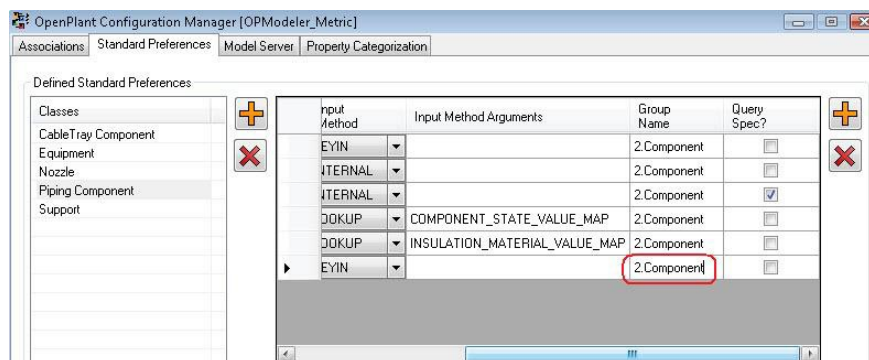 OpenPlant Configuration Manager [OPModeler_Metric]
Associations Standard Preferences Model Server Property Categorization
Defined Standard Preferences
Classes
CableTray Component
Equipment
Nozzle
Piping Component
Support
nput Method Input Method Arguments Group Name Query Spec?
EYIN 2.Component
NTERNAL 2.Component
NTERNAL 2.Component
OOKUP COMPONENT_STATE_VALUE_MAP 2.Component
OOKUP INSULATION_MATERIAL_VALUE_MAP 2.Component
EYIN 2.Component